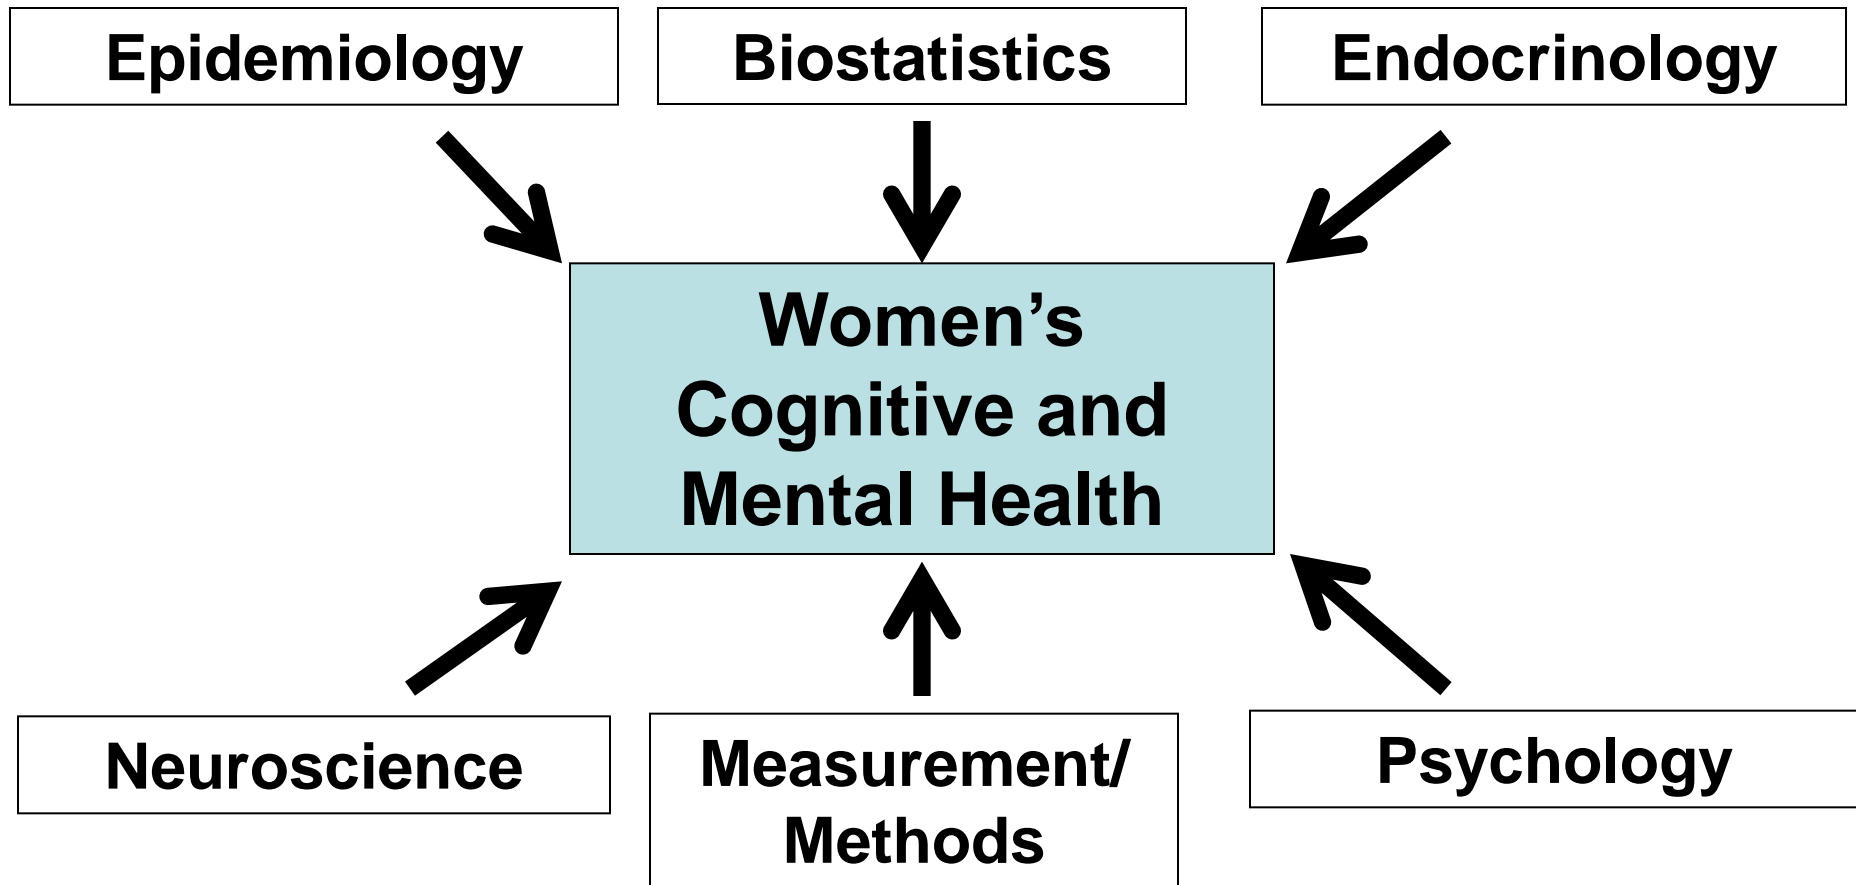 Epidemiology
Biostatistics
Endocrinology
Women’s
Cognitive and
Mental Health
Neuroscience
Measurement/
Methods
Psychology